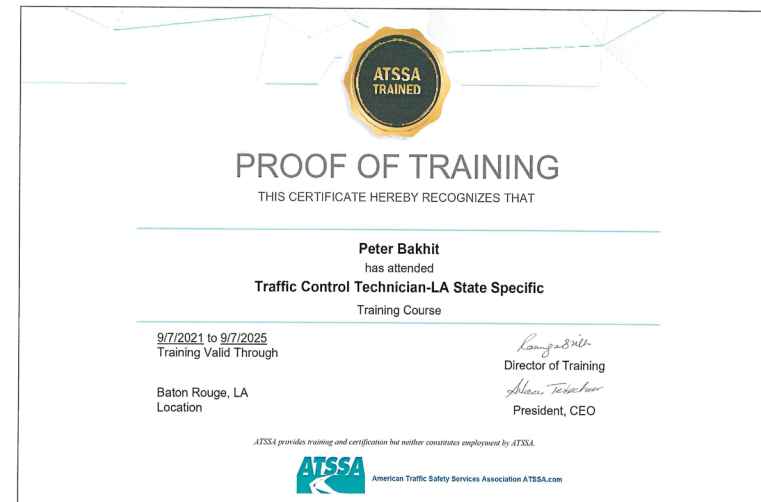 ATSSA
TRAINED
PROOF OF TRAINING
THIS CERTIFICATE HEREBY RECOGNIZES THAT
Peter Bakhit
has attended
Traffic Control Technician-LA State Specific
Training Course
9/7/2021 to 9/7/2025
Training Valid Through
Director of Training
Baton Rouge, LA
Location
President, CEO
ATSSA provides training and certification but neither constitutes employment by ATSSA.
ATSSA
American Traffic Safety Services Association ATSSA.com